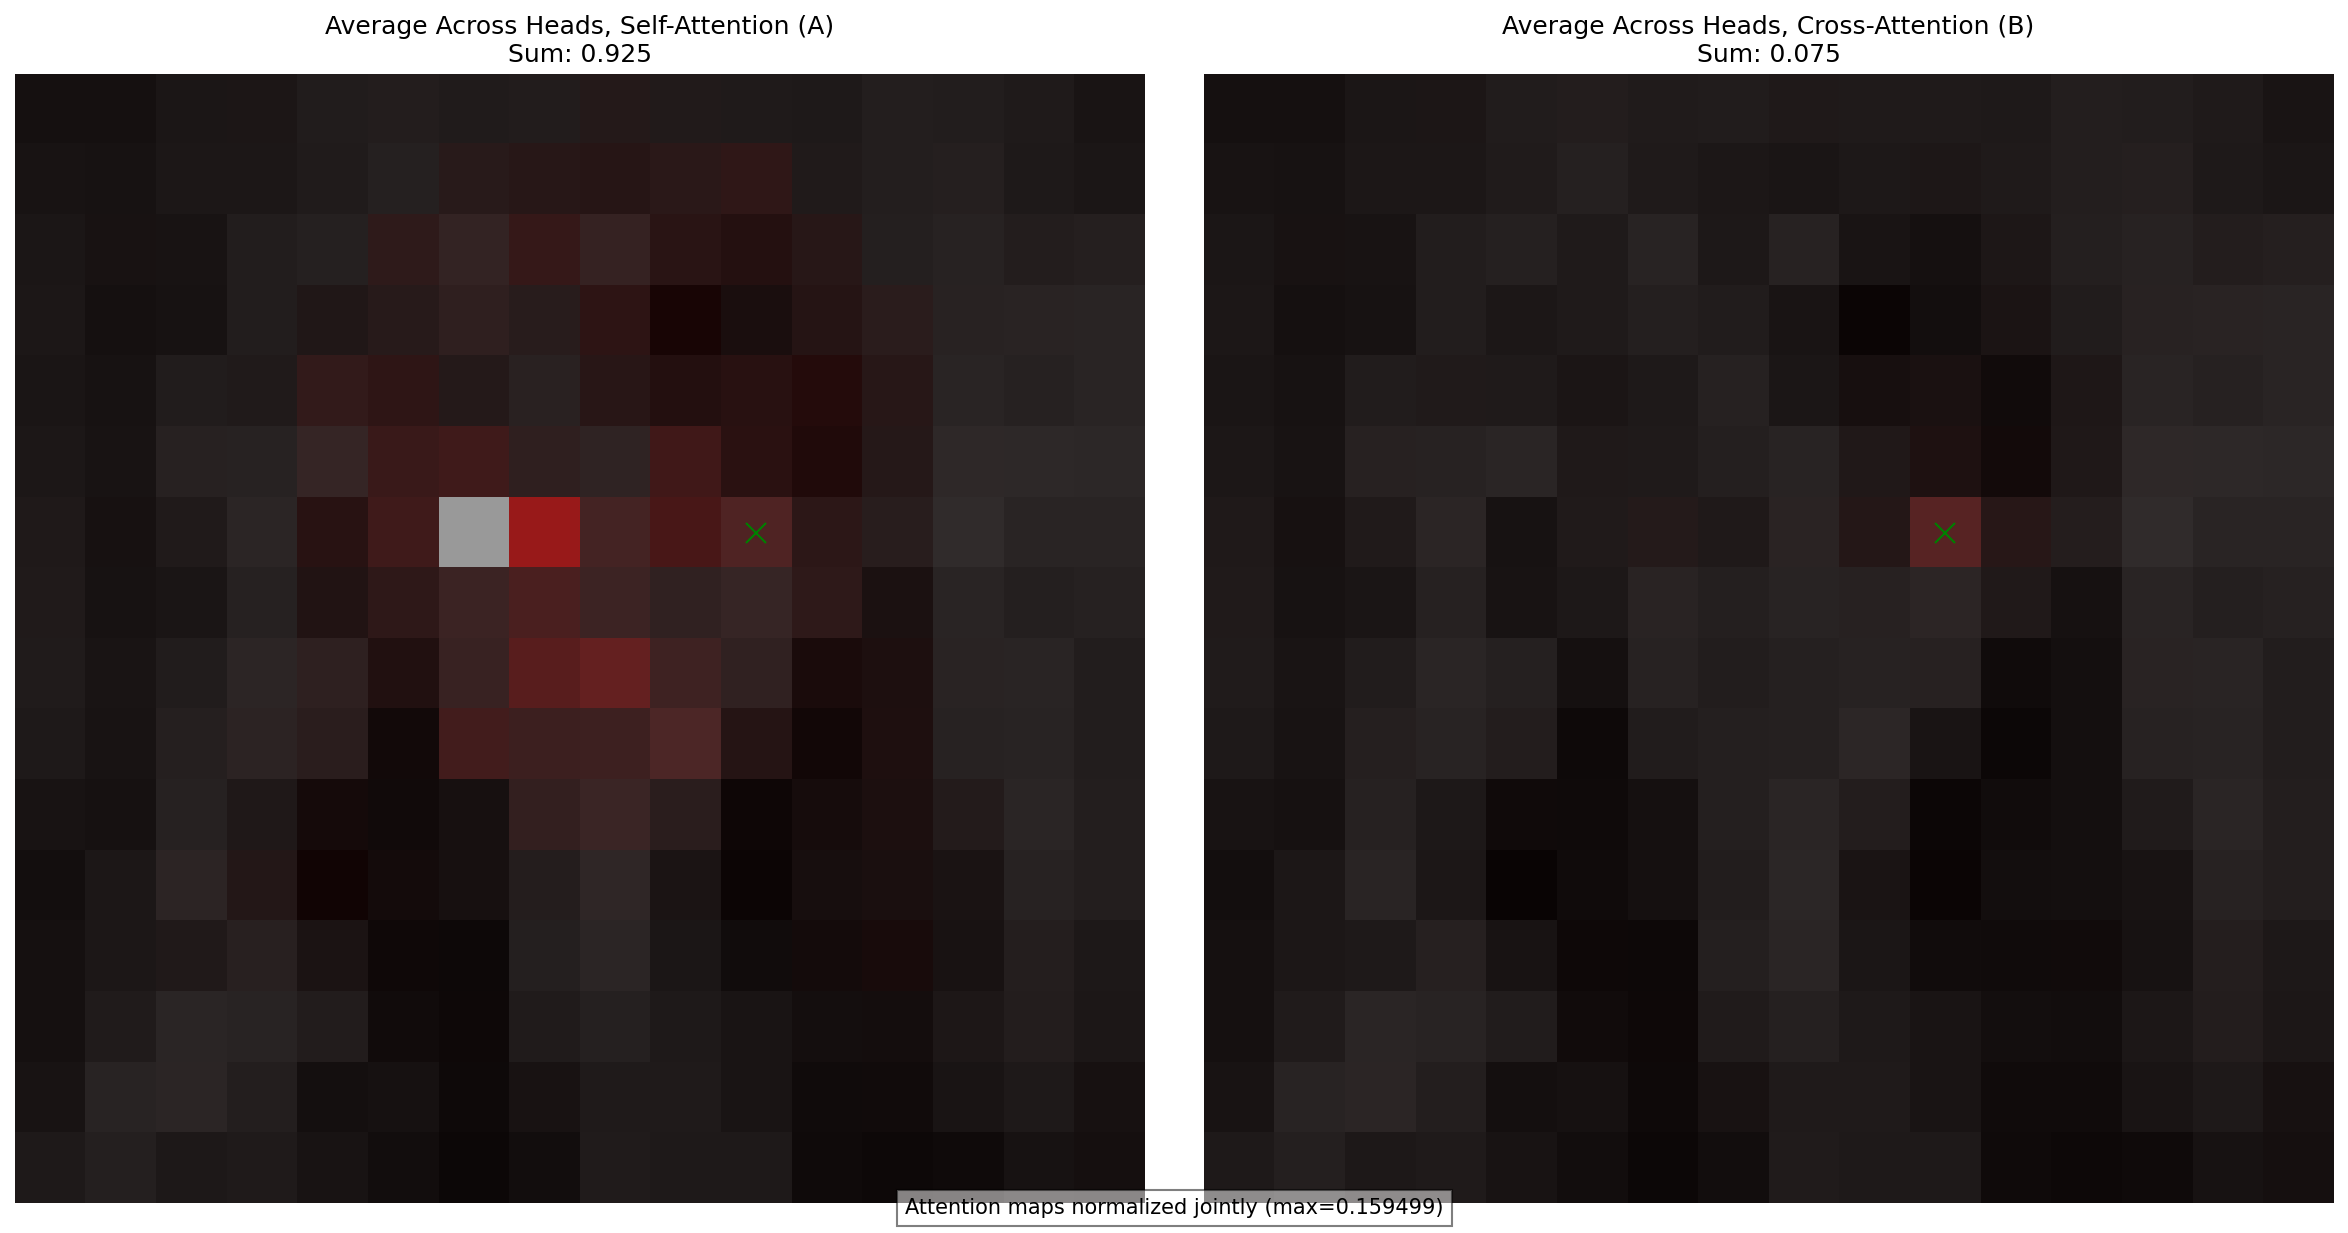 Average Across Heads, Self-Attention (A)
Sum: 0.925
Average Across Heads, Cross-Attention (B)
Sum: 0.075
Attention maps normalized jointly (max=0.159499)